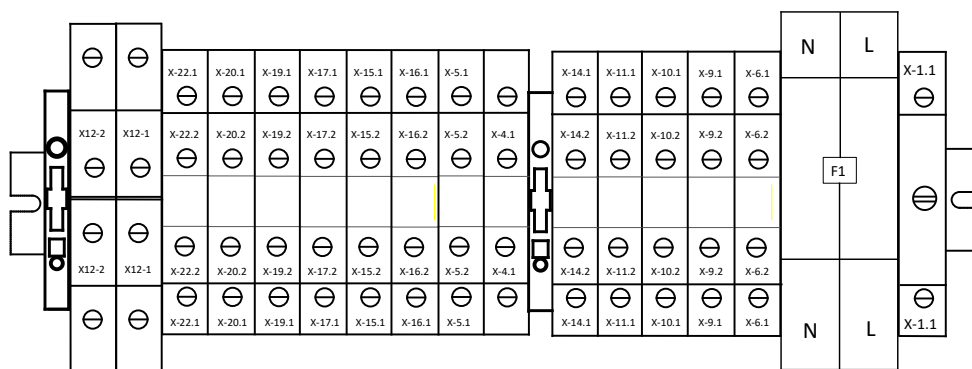 N L
X-22.1 X-20.1 X-19.1 X-17.1 X-15.1 X-16.1 X-5.1 X-14.1 X-11.1 X-10.1 X-9.1 X-6.1 X-1.1
X12-2 X12-1 X-22.2 X-20.2 X-19.2 X-17.2 X-15.2 X-16.2 X-5.2 X-4.1 X-14.2 X-11.2 X-10.2 X-9.2 X-6.2
F1
X12-2 X12-1 X-22.2 X-20.2 X-19.2 X-17.2 X-15.2 X-16.2 X-5.2 X-4.1 X-14.2 X-11.2 X-10.2 X-9.2 X-6.2
X-22.1 X-20.1 X-19.1 X-17.1 X-15.1 X-16.1 X-5.1 X-14.1 X-11.1 X-10.1 X-9.1 X-6.1 N L X-1.1